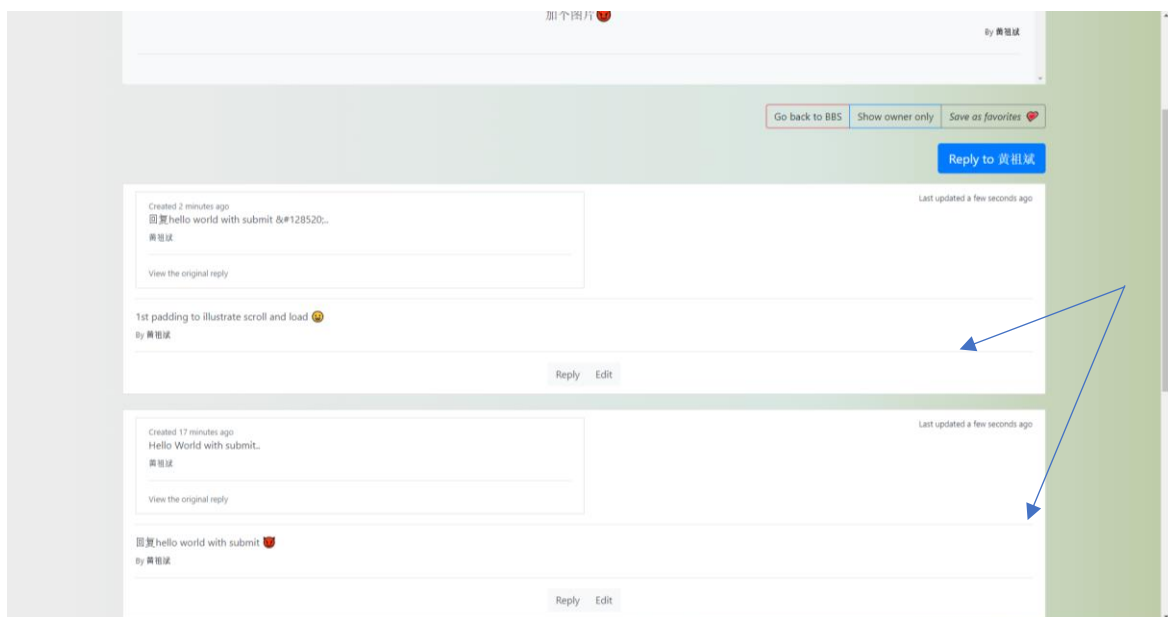 加个图片😈
By 黄祖斌
Go back to BBS Show owner only Save as favorites 💗
Reply to 黄祖斌
Created 2 minutes ago
Last updated a few seconds ago
回复hello world with submit &#128520;..
黄祖斌
View the original reply
1st padding to illustrate scroll and load 😀
By 黄祖斌
Reply Edit
Created 17 minutes ago
Last updated a few seconds ago
Hello World with submit..
黄祖斌
View the original reply
回复hello world with submit 😈
By 黄祖斌
Reply Edit